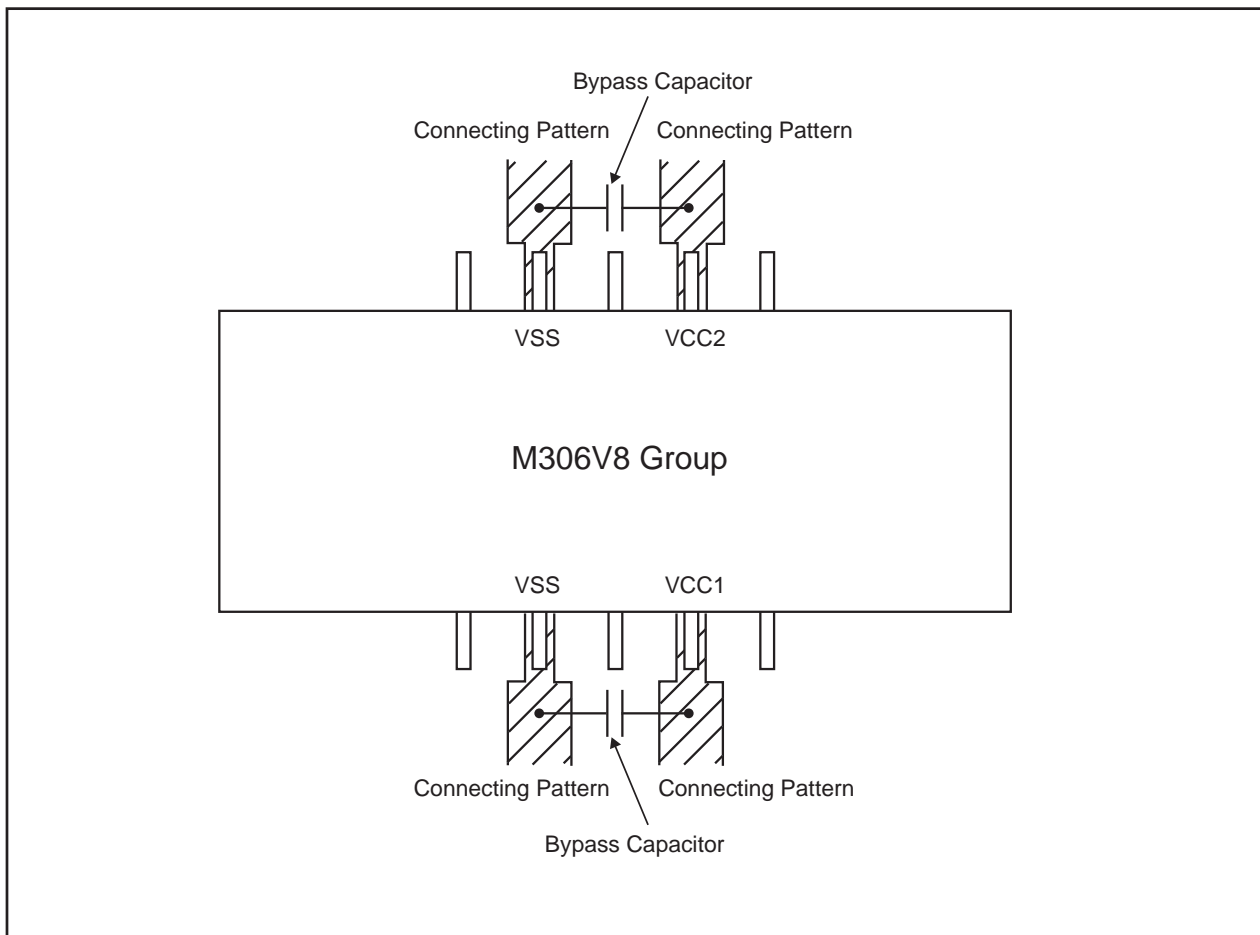 Bypass Capacitor
Connecting Pattern Connecting Pattern
VSS VCC2
M306V8 Group
VSS VCC1
Connecting Pattern Connecting Pattern
Bypass Capacitor